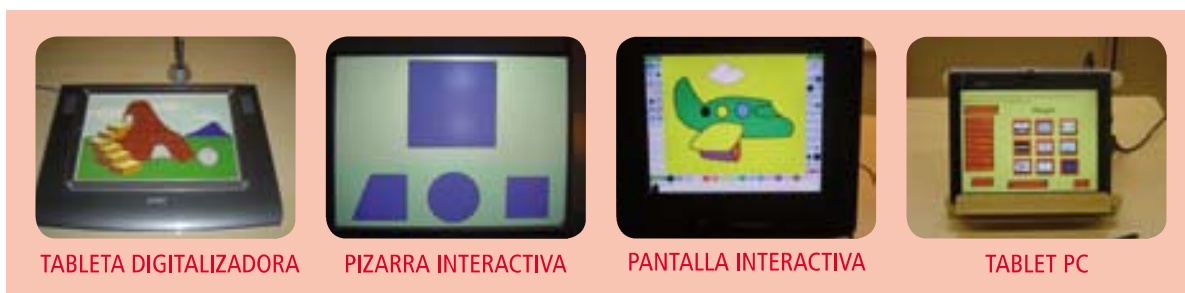 TABLETA DIGITALIZADORA
PIZARRA INTERACTIVA
PANTALLA INTERACTIVA
TABLET PC